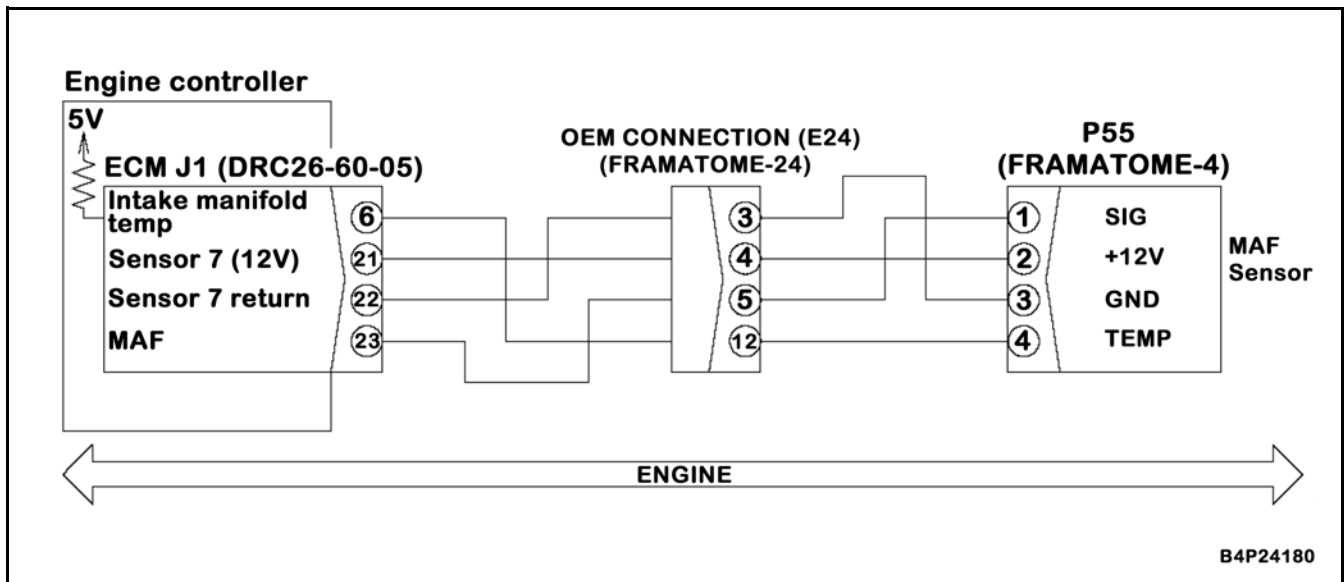 Engine controller
5V
ECM J1 (DRC26-60-05)
Intake manifold
temp
6
Sensor 7 (12V)
21
Sensor 7 return
22
MAF
23
OEM CONNECTION (E24)
(FRAMATOME-24)
3
4
5
12
P55
(FRAMATOME-4)
1 SIG
2 +12V
3 GND
4 TEMP
MAF
Sensor
ENGINE
B4P24180